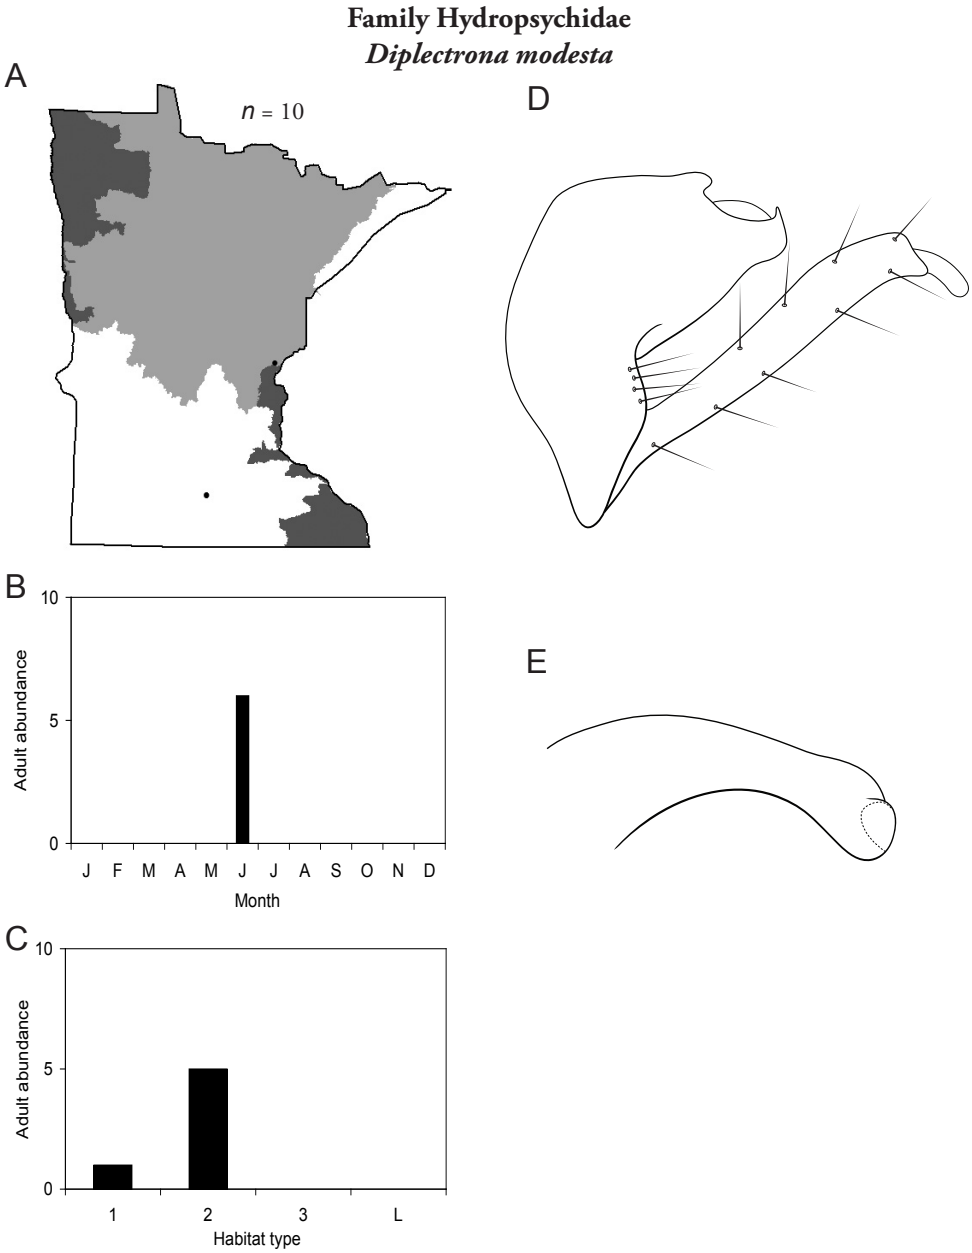 Family Hydropsychidae
Diplectrona modesta
A
n = 10
D
B
10
5
0
Adult abundance
J F M A M J J A S O N D
Month
E
C
10
5
0
Adult abundance
1 2 3 L
Habitat type